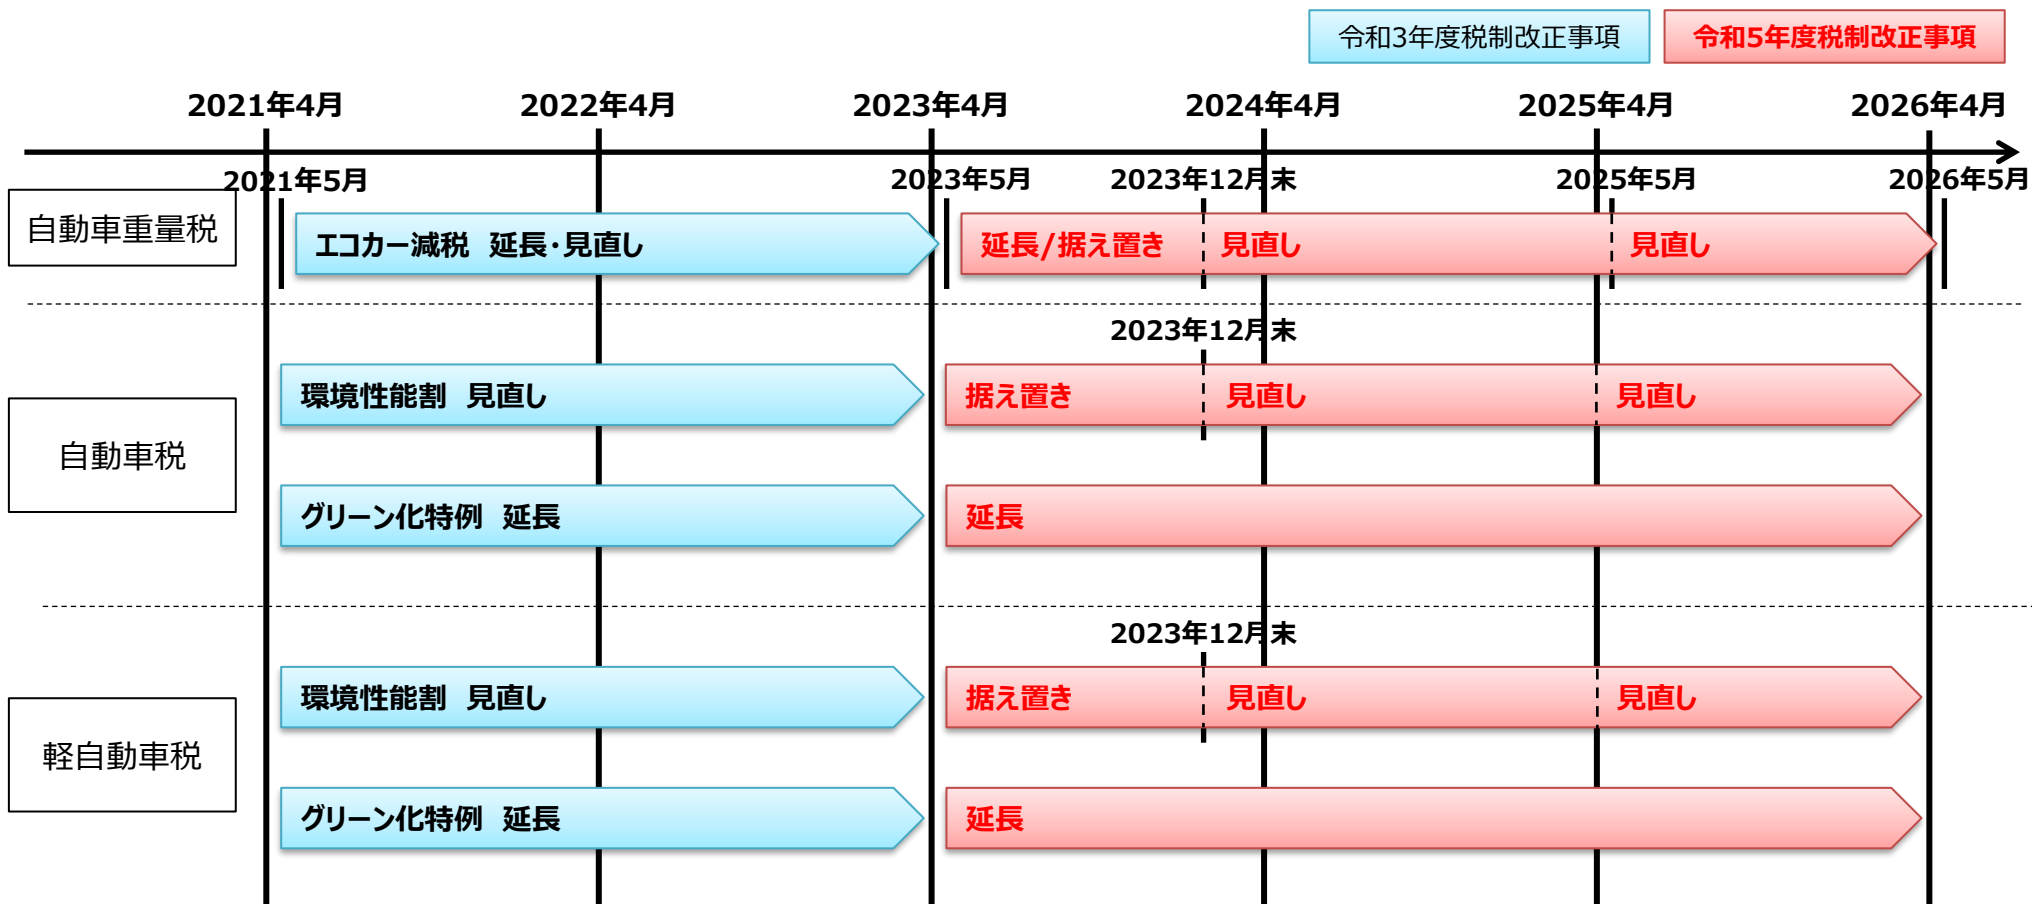 令和3年度税制改正事項
令和5年度税制改正事項
2021年4月
2022年4月
2023年4月
2024年4月
2025年4月
2026年4月
2021年5月
2023年5月
2023年12月末
2025年5月
2026年5月
自動車重量税
エコカー減税 延長・見直し
延長/据え置き
見直し
見直し
2023年12月末
自動車税
環境性能割 見直し
据え置き
見直し
見直し
グリーン化特例 延長
延長
2023年12月末
軽自動車税
環境性能割 見直し
据え置き
見直し
見直し
グリーン化特例 延長
延長